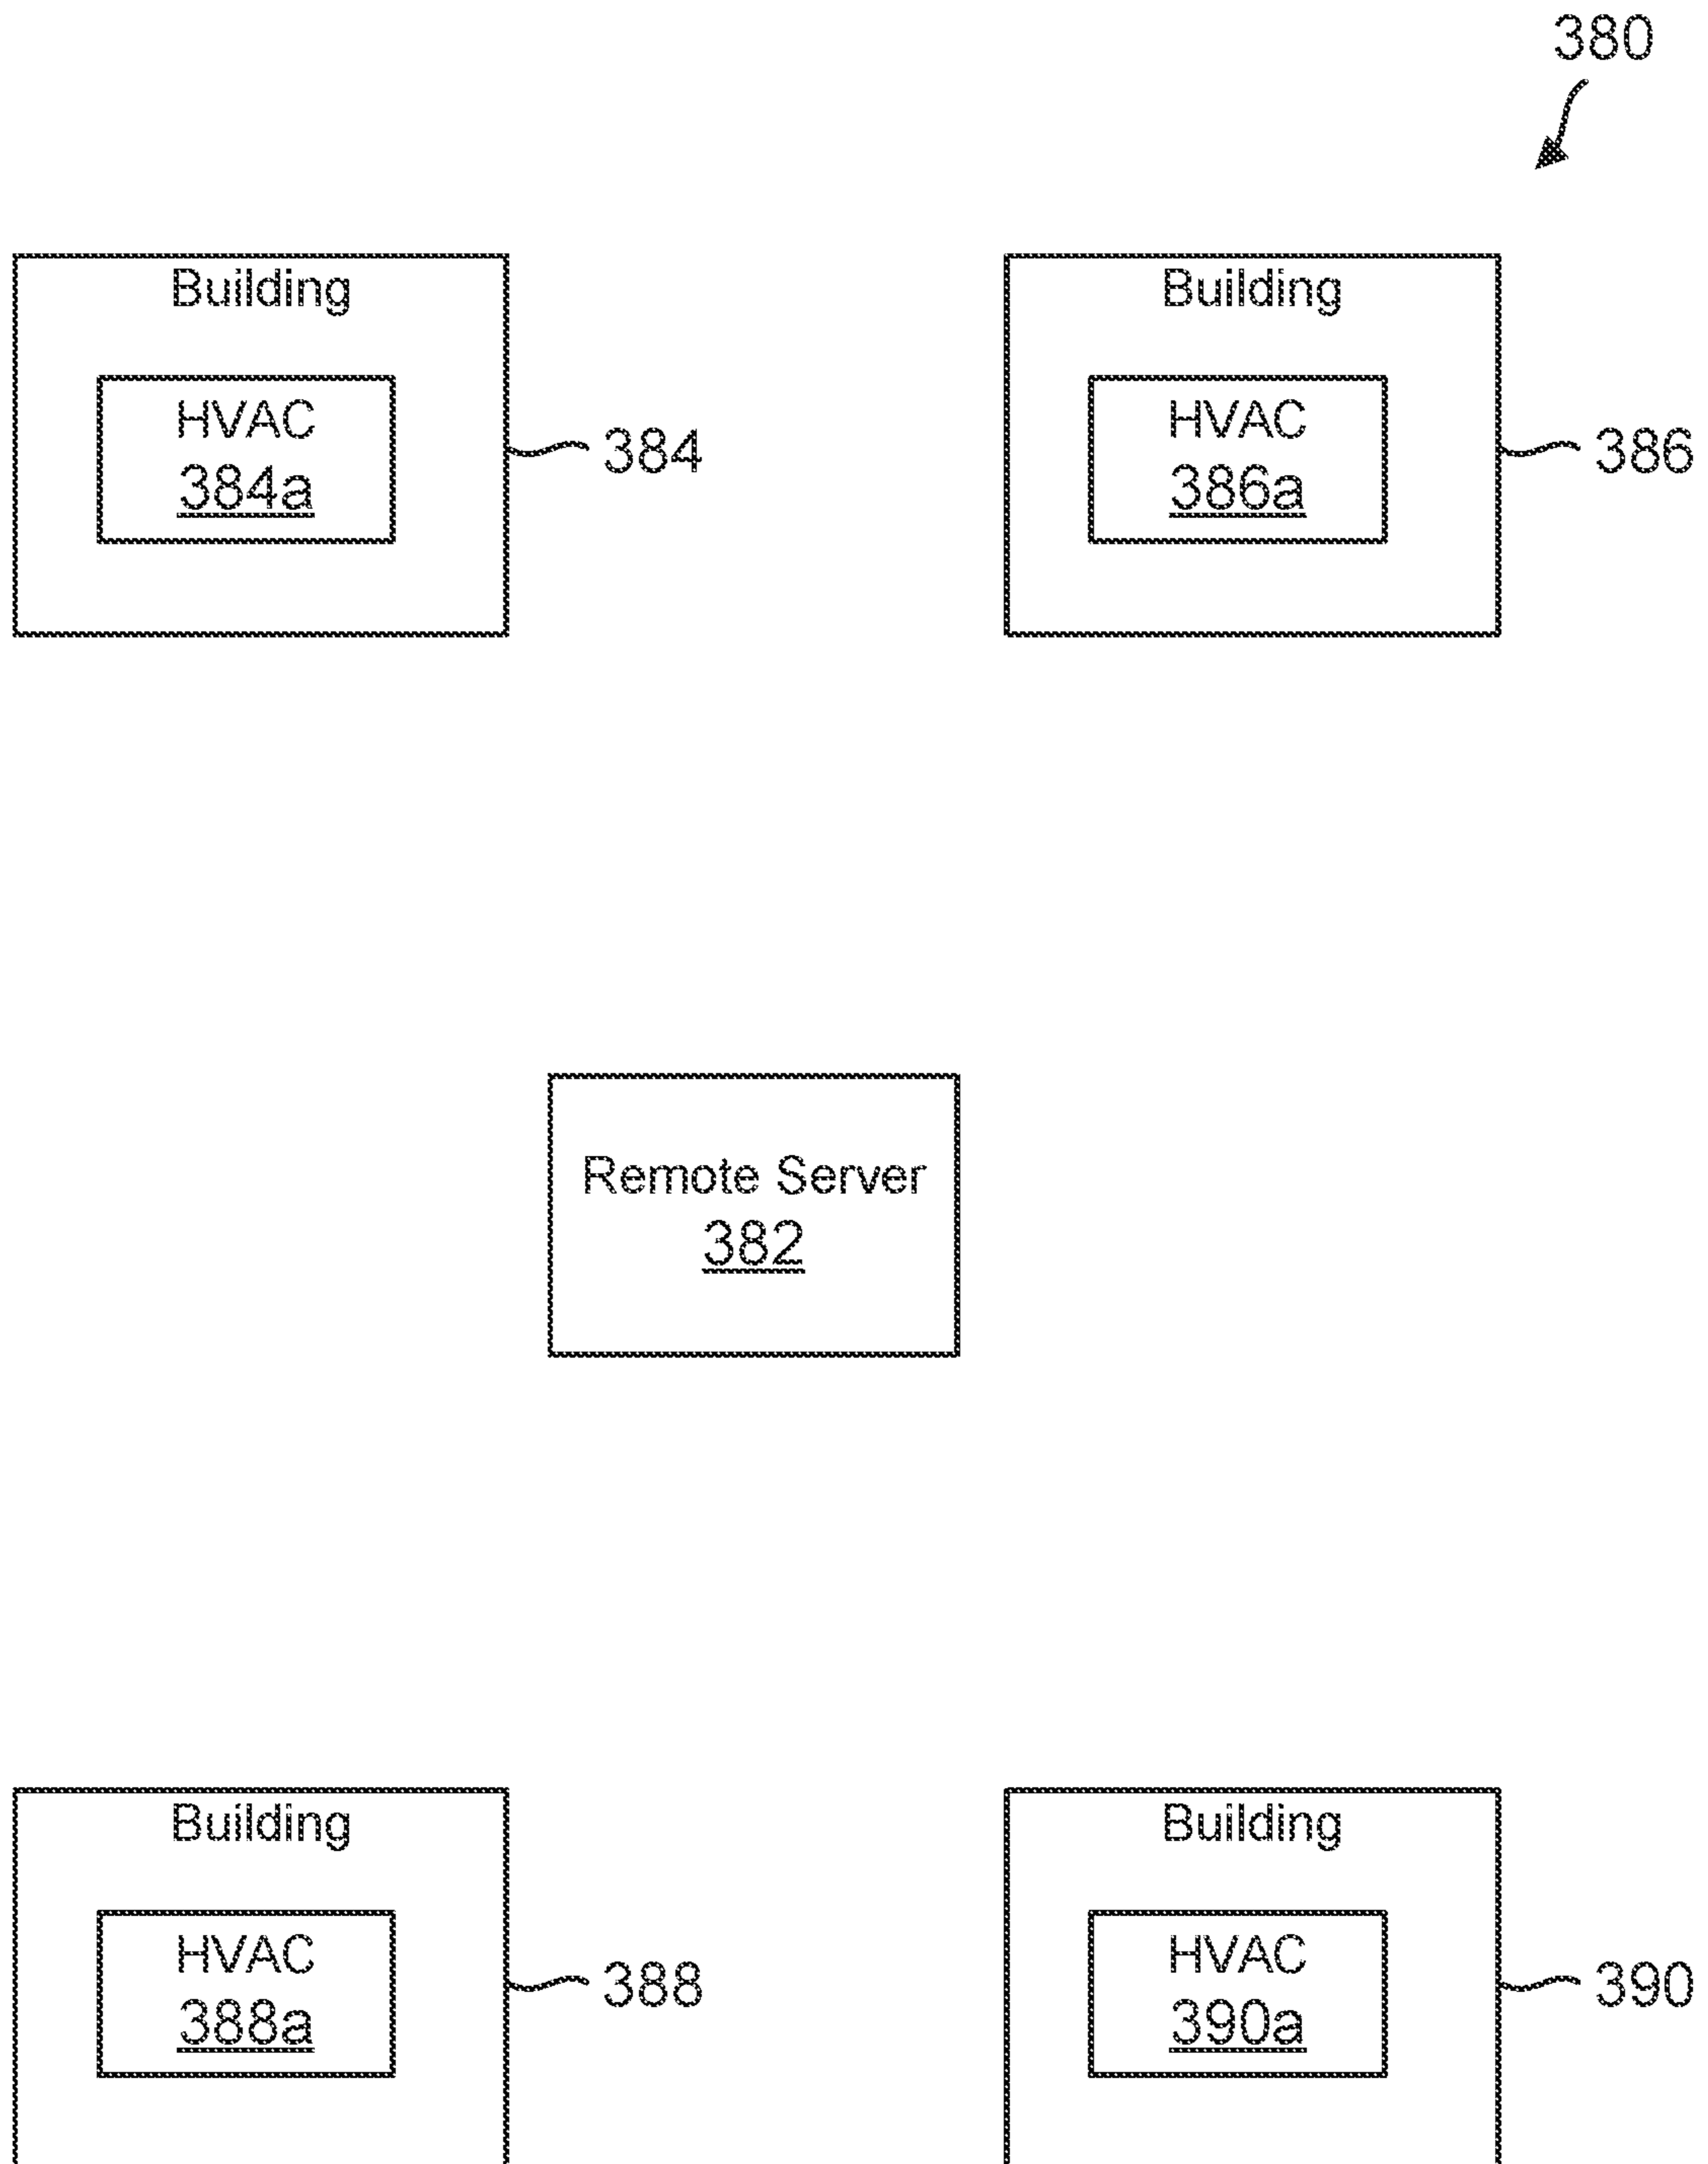 380
Building
HVAC
384a
384
Building
HVAC
386a
386
Remote Server
382
Building
HVAC
388a
388
Building
HVAC
390a
390